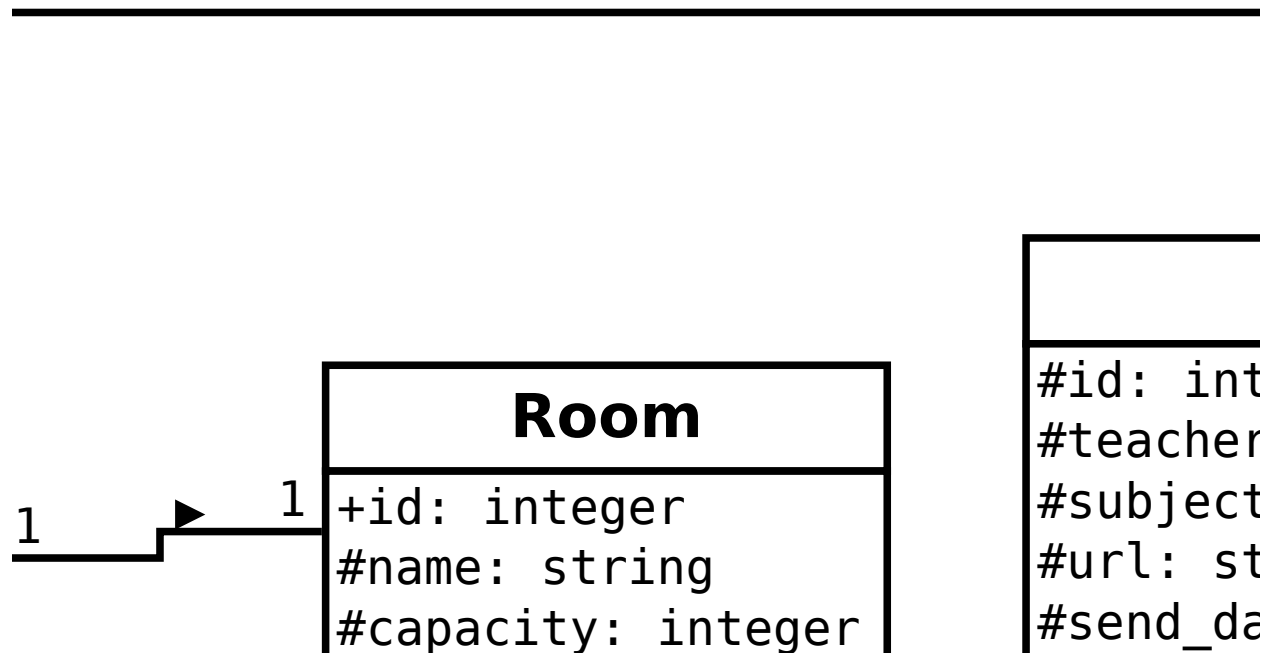 1
1
Room
+id: integer
#name: string
#capacity: integer
#id: int
#teacher
#subject
#url: st
#send_da